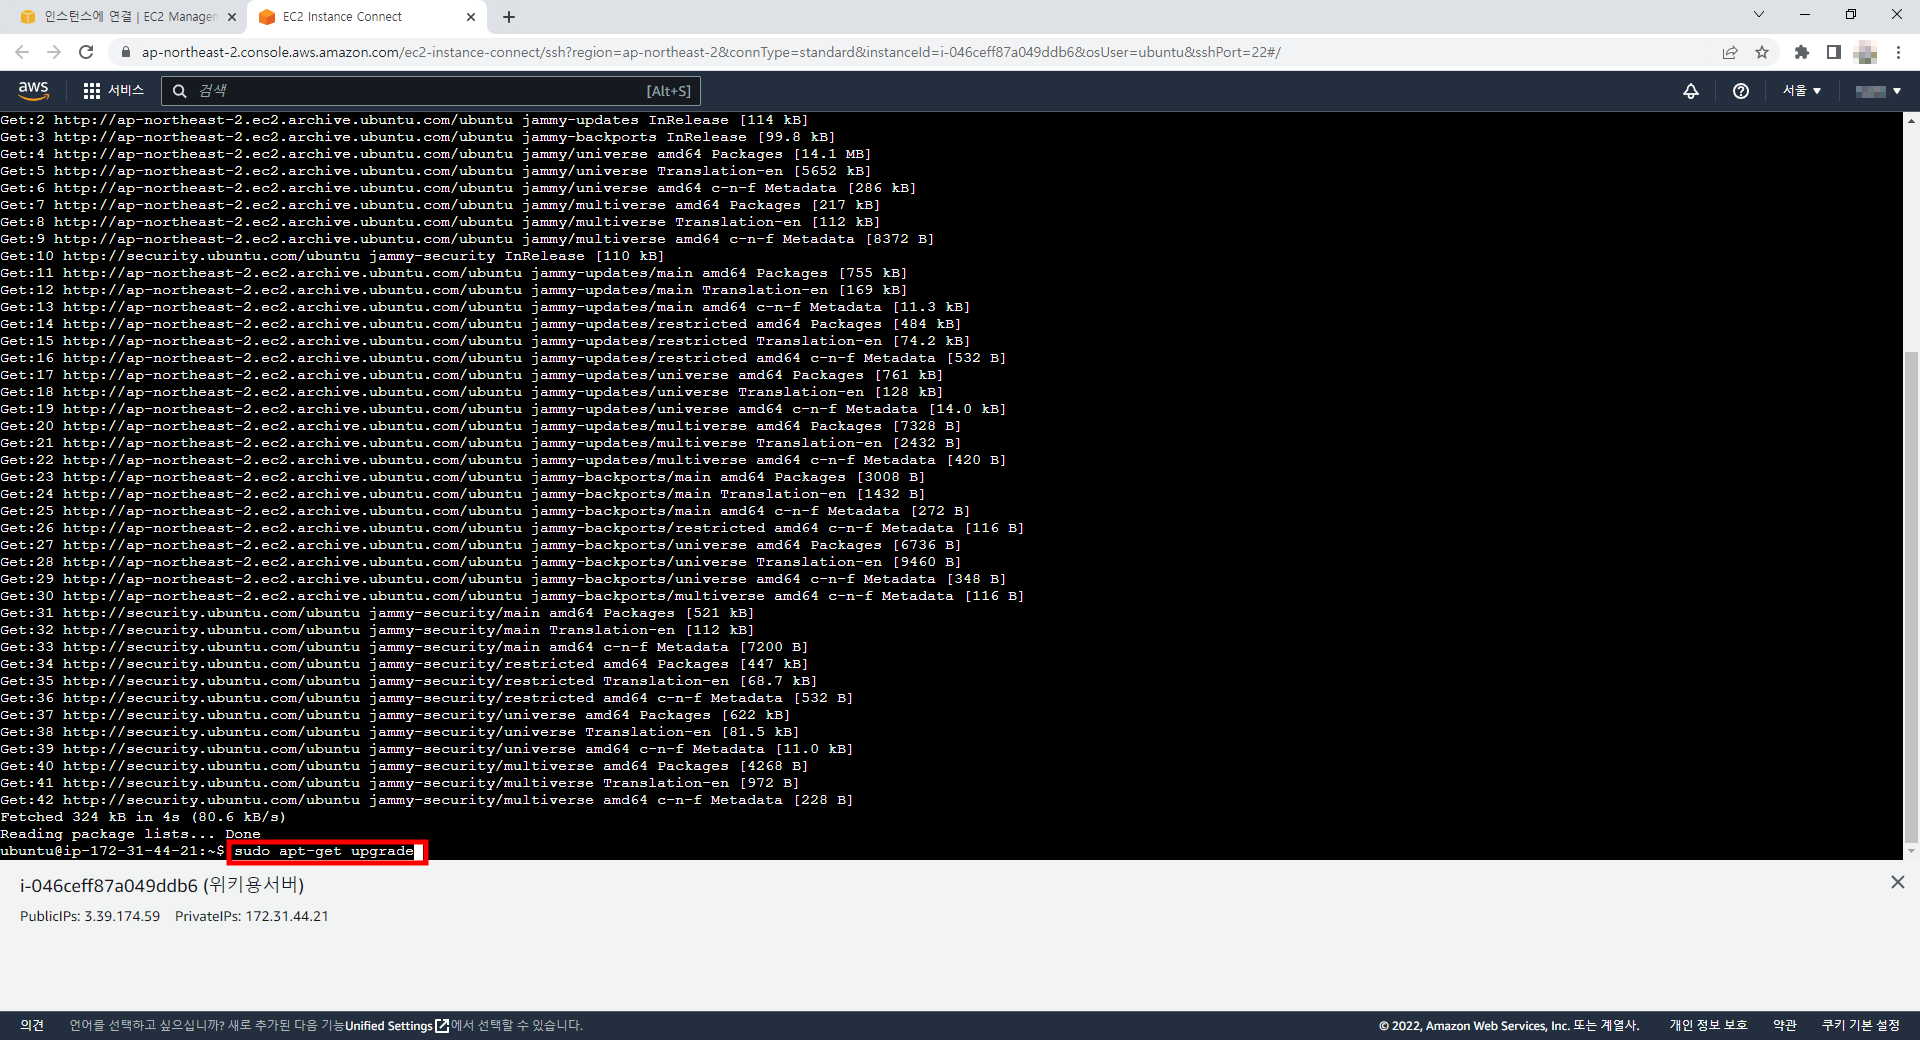 인스턴스에 연결 | EC2 Manager
EC2 Instance Connect
ap-northeast-2.console.aws.amazon.com/ec2-instance-connect/ssh?region=ap-northeast-2&connType=standard&instanceId=i-046ceff87a049ddb6&osUser=ubuntu&sshPort=22#/
aws 서비스 검색 [Alt+S] 서울
Get:2 http://ap-northeast-2.ec2.archive.ubuntu.com/ubuntu jammy-updates InRelease [114 kB]
Get:3 http://ap-northeast-2.ec2.archive.ubuntu.com/ubuntu jammy-backports InRelease [99.8 kB]
Get:4 http://ap-northeast-2.ec2.archive.ubuntu.com/ubuntu jammy/universe amd64 Packages [14.1 MB]
Get:5 http://ap-northeast-2.ec2.archive.ubuntu.com/ubuntu jammy/universe Translation-en [5652 kB]
Get:6 http://ap-northeast-2.ec2.archive.ubuntu.com/ubuntu jammy/universe amd64 c-n-f Metadata [286 kB]
Get:7 http://ap-northeast-2.ec2.archive.ubuntu.com/ubuntu jammy/multiverse amd64 Packages [217 kB]
Get:8 http://ap-northeast-2.ec2.archive.ubuntu.com/ubuntu jammy/multiverse Translation-en [112 kB]
Get:9 http://ap-northeast-2.ec2.archive.ubuntu.com/ubuntu jammy/multiverse amd64 c-n-f Metadata [8372 B]
Get:10 http://security.ubuntu.com/ubuntu jammy-security InRelease [110 kB]
Get:11 http://ap-northeast-2.ec2.archive.ubuntu.com/ubuntu jammy-updates/main amd64 Packages [755 kB]
Get:12 http://ap-northeast-2.ec2.archive.ubuntu.com/ubuntu jammy-updates/main Translation-en [169 kB]
Get:13 http://ap-northeast-2.ec2.archive.ubuntu.com/ubuntu jammy-updates/main amd64 c-n-f Metadata [11.3 kB]
Get:14 http://ap-northeast-2.ec2.archive.ubuntu.com/ubuntu jammy-updates/restricted amd64 Packages [484 kB]
Get:15 http://ap-northeast-2.ec2.archive.ubuntu.com/ubuntu jammy-updates/restricted Translation-en [74.2 kB]
Get:16 http://ap-northeast-2.ec2.archive.ubuntu.com/ubuntu jammy-updates/restricted amd64 c-n-f Metadata [532 B]
Get:17 http://ap-northeast-2.ec2.archive.ubuntu.com/ubuntu jammy-updates/universe amd64 Packages [761 kB]
Get:18 http://ap-northeast-2.ec2.archive.ubuntu.com/ubuntu jammy-updates/universe Translation-en [128 kB]
Get:19 http://ap-northeast-2.ec2.archive.ubuntu.com/ubuntu jammy-updates/universe amd64 c-n-f Metadata [14.0 kB]
Get:20 http://ap-northeast-2.ec2.archive.ubuntu.com/ubuntu jammy-updates/multiverse amd64 Packages [7328 B]
Get:21 http://ap-northeast-2.ec2.archive.ubuntu.com/ubuntu jammy-updates/multiverse Translation-en [2432 B]
Get:22 http://ap-northeast-2.ec2.archive.ubuntu.com/ubuntu jammy-updates/multiverse amd64 c-n-f Metadata [420 B]
Get:23 http://ap-northeast-2.ec2.archive.ubuntu.com/ubuntu jammy-backports/main amd64 Packages [3008 B]
Get:24 http://ap-northeast-2.ec2.archive.ubuntu.com/ubuntu jammy-backports/main Translation-en [1432 B]
Get:25 http://ap-northeast-2.ec2.archive.ubuntu.com/ubuntu jammy-backports/main amd64 c-n-f Metadata [272 B]
Get:26 http://ap-northeast-2.ec2.archive.ubuntu.com/ubuntu jammy-backports/restricted amd64 c-n-f Metadata [116 B]
Get:27 http://ap-northeast-2.ec2.archive.ubuntu.com/ubuntu jammy-backports/universe amd64 Packages [6736 B]
Get:28 http://ap-northeast-2.ec2.archive.ubuntu.com/ubuntu jammy-backports/universe Translation-en [9460 B]
Get:29 http://ap-northeast-2.ec2.archive.ubuntu.com/ubuntu jammy-backports/universe amd64 c-n-f Metadata [348 B]
Get:30 http://ap-northeast-2.ec2.archive.ubuntu.com/ubuntu jammy-backports/multiverse amd64 c-n-f Metadata [116 B]
Get:31 http://security.ubuntu.com/ubuntu jammy-security/main amd64 Packages [521 kB]
Get:32 http://security.ubuntu.com/ubuntu jammy-security/main Translation-en [112 kB]
Get:33 http://security.ubuntu.com/ubuntu jammy-security/main amd64 c-n-f Metadata [7200 B]
Get:34 http://security.ubuntu.com/ubuntu jammy-security/restricted amd64 Packages [447 kB]
Get:35 http://security.ubuntu.com/ubuntu jammy-security/restricted Translation-en [68.7 kB]
Get:36 http://security.ubuntu.com/ubuntu jammy-security/restricted amd64 c-n-f Metadata [532 B]
Get:37 http://security.ubuntu.com/ubuntu jammy-security/universe amd64 Packages [622 kB]
Get:38 http://security.ubuntu.com/ubuntu jammy-security/universe Translation-en [81.5 kB]
Get:39 http://security.ubuntu.com/ubuntu jammy-security/universe amd64 c-n-f Metadata [11.0 kB]
Get:40 http://security.ubuntu.com/ubuntu jammy-security/multiverse amd64 Packages [4268 B]
Get:41 http://security.ubuntu.com/ubuntu jammy-security/multiverse Translation-en [972 B]
Get:42 http://security.ubuntu.com/ubuntu jammy-security/multiverse amd64 c-n-f Metadata [228 B]
Fetched 324 kB in 4s (80.6 kB/s)
Reading package lists... Done
ubuntu@ip-172-31-44-21:~$ sudo apt-get upgrade
i-046ceff87a049ddb6 (위키용서버)
PublicIPs: 3.39.174.59 PrivateIPs: 172.31.44.21
의견 언어를 선택하고 싶으십니까? 새로 추가된 다음 기능Unified Settings에서 선택할 수 있습니다. © 2022, Amazon Web Services, Inc. 또는 계열사. 개인 정보 보호 약관 쿠키 기본 설정